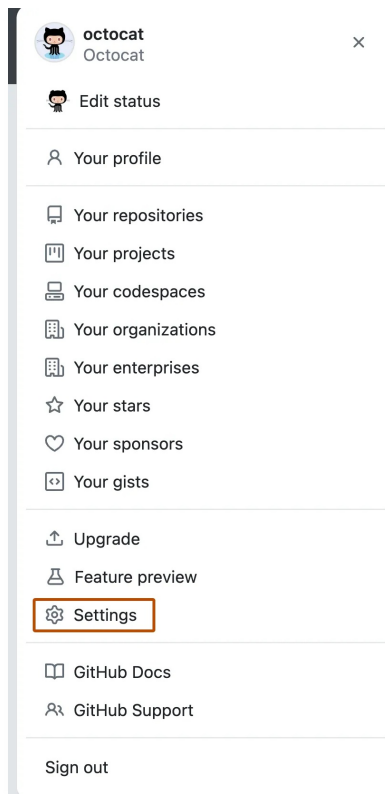 octocat
Octocat
Edit status
Your profile
Your repositories
Your projects
Your codespaces
Your organizations
Your enterprises
Your stars
Your sponsors
Your gists
Upgrade
Feature preview
Settings
GitHub Docs
GitHub Support
Sign out